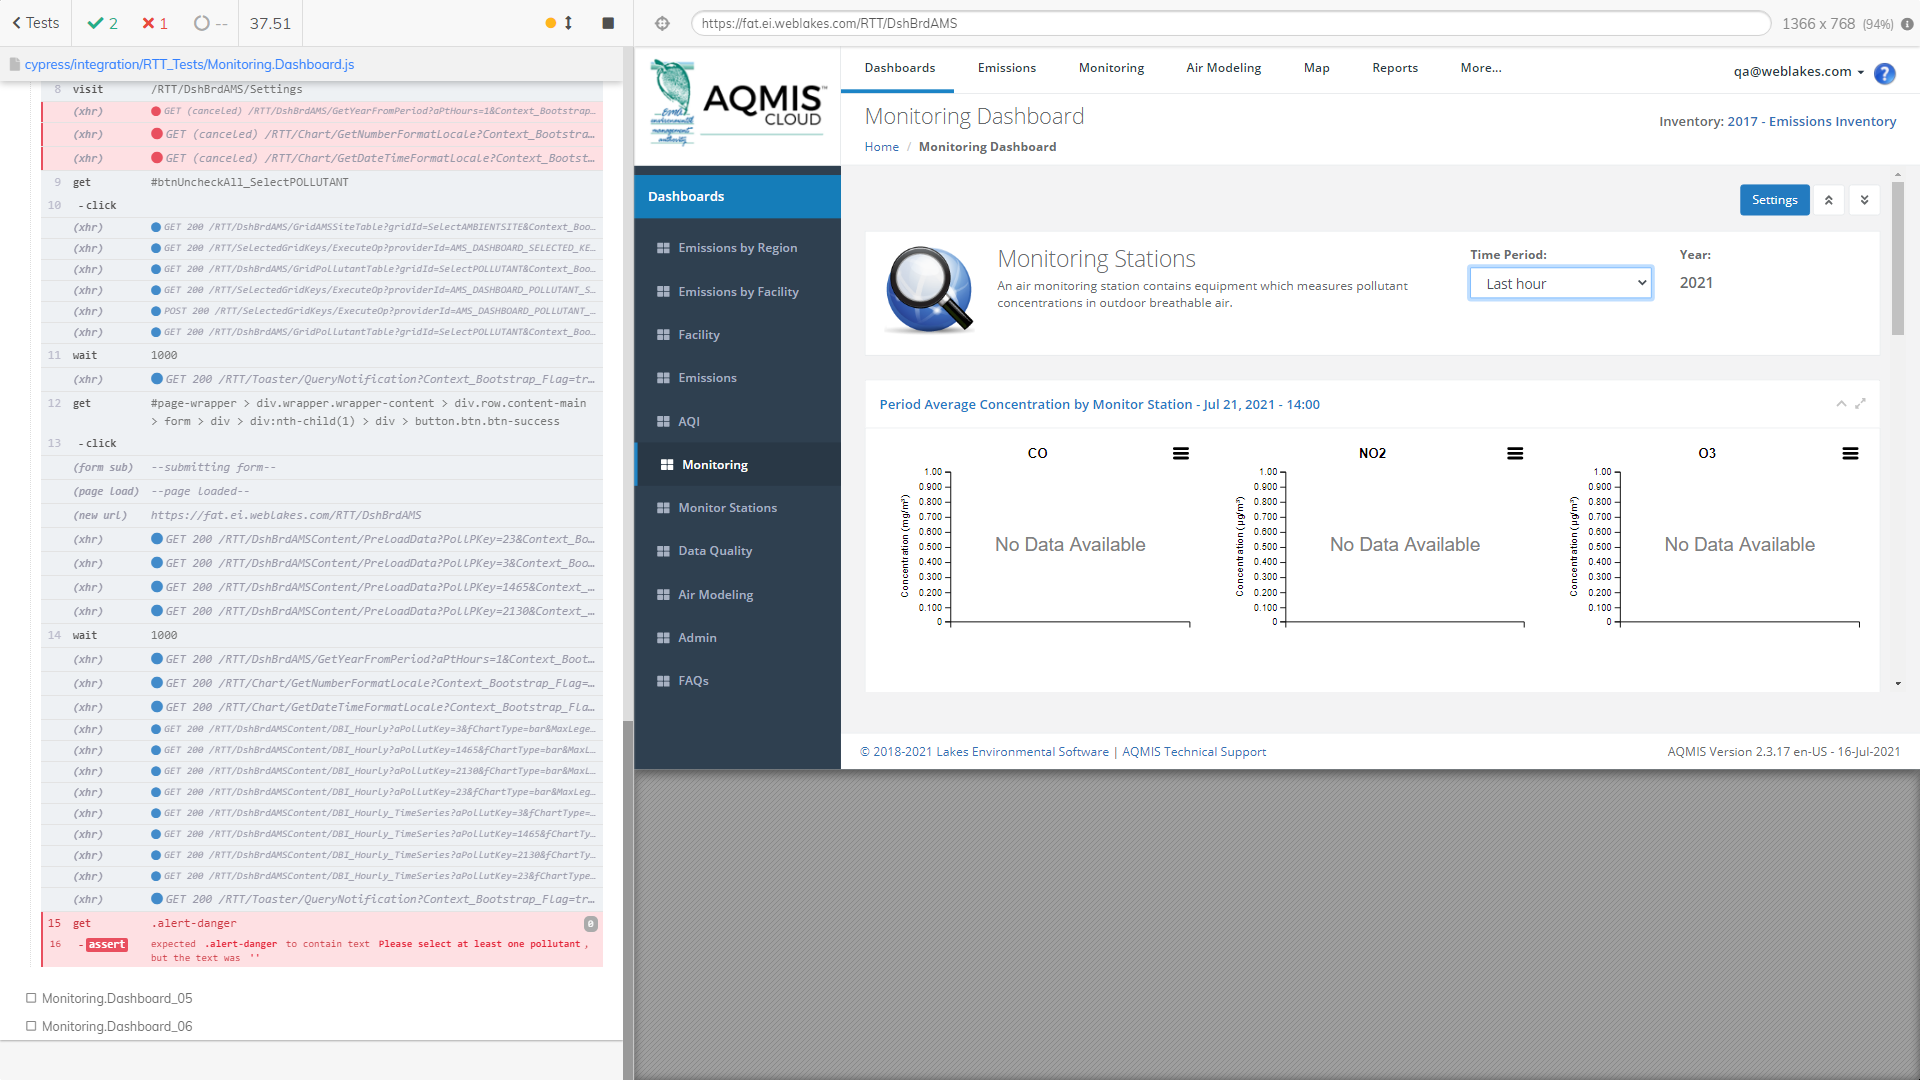 Tests
2
1
--
37.51
cypress/integration/RTT_Tests/Monitoring.Dashboard.js
8 visit /RTT/DshBrdAMS/Settings
(xhr) GET (canceled) /RTT/DshBrdAMS/GetYearFromPeriod?aPtHours=1&Context_Bootstrap…
(xhr) GET (canceled) /RTT/Chart/GetNumberFormatLocale?Context_Bootstra…
(xhr) GET (canceled) /RTT/Chart/GetDateTimeFormatLocale?Context_Bootst…
9 get #btnUncheckAll_SelectPOLLUTANT
10 -click
(xhr) GET 200 /RTT/DshBrdAMS/GridAMSSiteTable?gridId=SelectAMBIENTSITE&Context_Boo…
(xhr) GET 200 /RTT/SelectedGridKeys/ExecuteOp?providerId=AMS_DASHBOARD_SELECTED_KE…
(xhr) GET 200 /RTT/DshBrdAMS/GridPollutantTable?gridId=SelectPOLLUTANT&Context_Boo…
(xhr) GET 200 /RTT/SelectedGridKeys/ExecuteOp?providerId=AMS_DASHBOARD_POLLUTANT_S…
(xhr) POST 200 /RTT/SelectedGridKeys/ExecuteOp?providerId=AMS_DASHBOARD_POLLUTANT_…
(xhr) GET 200 /RTT/DshBrdAMS/GridPollutantTable?gridId=SelectPOLLUTANT&Context_Boo…
11 wait 1000
(xhr) GET 200 /RTT/Toaster/QueryNotification?Context_Bootstrap_Flag=tr…
12 get #page-wrapper > div.wrapper.wrapper-content > div.row.content-main
> form > div > div:nth-child(1) > div > button.btn.btn-success
13 -click
(form sub) --submitting form--
(page load) --page loaded--
(new url) https://fat.ei.weblakes.com/RTT/DshBrdAMS
(xhr) GET 200 /RTT/DshBrdAMSContent/PreLoadData?PollPKey=23&Context_Bo…
(xhr) GET 200 /RTT/DshBrdAMSContent/PreLoadData?PollPKey=3&Context_Boo…
(xhr) GET 200 /RTT/DshBrdAMSContent/PreLoadData?PollPKey=1465&Context_…
(xhr) GET 200 /RTT/DshBrdAMSContent/PreLoadData?PollPKey=2130&Context_…
14 wait 1000
(xhr) GET 200 /RTT/DshBrdAMS/GetYearFromPeriod?aPtHours=1&Context_Boot…
(xhr) GET 200 /RTT/Chart/GetNumberFormatLocale?Context_Bootstrap_Flag=…
(xhr) GET 200 /RTT/Chart/GetDateTimeFormatLocale?Context_Bootstrap_Fla…
(xhr) GET 200 /RTT/DshBrdAMSContent/DBI_Hourly?aPollutKey=3&fChartType=bar&MaxLege…
(xhr) GET 200 /RTT/DshBrdAMSContent/DBI_Hourly?aPollutKey=1465&fChartType=bar&MaxL…
(xhr) GET 200 /RTT/DshBrdAMSContent/DBI_Hourly?aPollutKey=2130&fChartType=bar&MaxL…
(xhr) GET 200 /RTT/DshBrdAMSContent/DBI_Hourly?aPollutKey=23&fChartType=bar&MaxLeg…
(xhr) GET 200 /RTT/DshBrdAMSContent/DBI_Hourly_TimeSeries?aPollutKey=3&fChartType=…
(xhr) GET 200 /RTT/DshBrdAMSContent/DBI_Hourly_TimeSeries?aPollutKey=1465&fChartTy…
(xhr) GET 200 /RTT/DshBrdAMSContent/DBI_Hourly_TimeSeries?aPollutKey=2130&fChartTy…
(xhr) GET 200 /RTT/DshBrdAMSContent/DBI_Hourly_TimeSeries?aPollutKey=23&fChartType…
(xhr) GET 200 /RTT/Toaster/QueryNotification?Context_Bootstrap_Flag=tr…
15 get .alert-danger 0
16 -assert expected .alert-danger to contain text Please select at least one pollutant,
but the text was ''
Monitoring.Dashboard_05
Monitoring.Dashboard_06
https://fat.ei.weblakes.com/RTT/DshBrdAMS
1366 x 768 (94%)
AQMIS
CLOUD
TM
environmental
management
authority
Dashboards
Emissions by Region
Emissions by Facility
Facility
Emissions
AQI
Monitoring
Monitor Stations
Data Quality
Air Modeling
Admin
FAQs
Dashboards Emissions Monitoring Air Modeling Map Reports More...
qa@weblakes.com ?
Monitoring Dashboard
Home / Monitoring Dashboard
Inventory: 2017 - Emissions Inventory
Settings
Monitoring Stations
An air monitoring station contains equipment which measures pollutant
concentrations in outdoor breathable air.
Time Period:
Last hour
Year:
2021
Period Average Concentration by Monitor Station - Jul 21, 2021 - 14:00
CO
Concentration (mg/m³)
1.00
0.900
0.800
0.700
0.600
0.500
0.400
0.300
0.200
0.100
0
No Data Available
NO2
Concentration (µg/m³)
1.00
0.900
0.800
0.700
0.600
0.500
0.400
0.300
0.200
0.100
0
No Data Available
O3
Concentration (µg/m³)
1.00
0.900
0.800
0.700
0.600
0.500
0.400
0.300
0.200
0.100
0
No Data Available
© 2018-2021 Lakes Environmental Software | AQMIS Technical Support
AQMIS Version 2.3.17 en-US - 16-Jul-2021